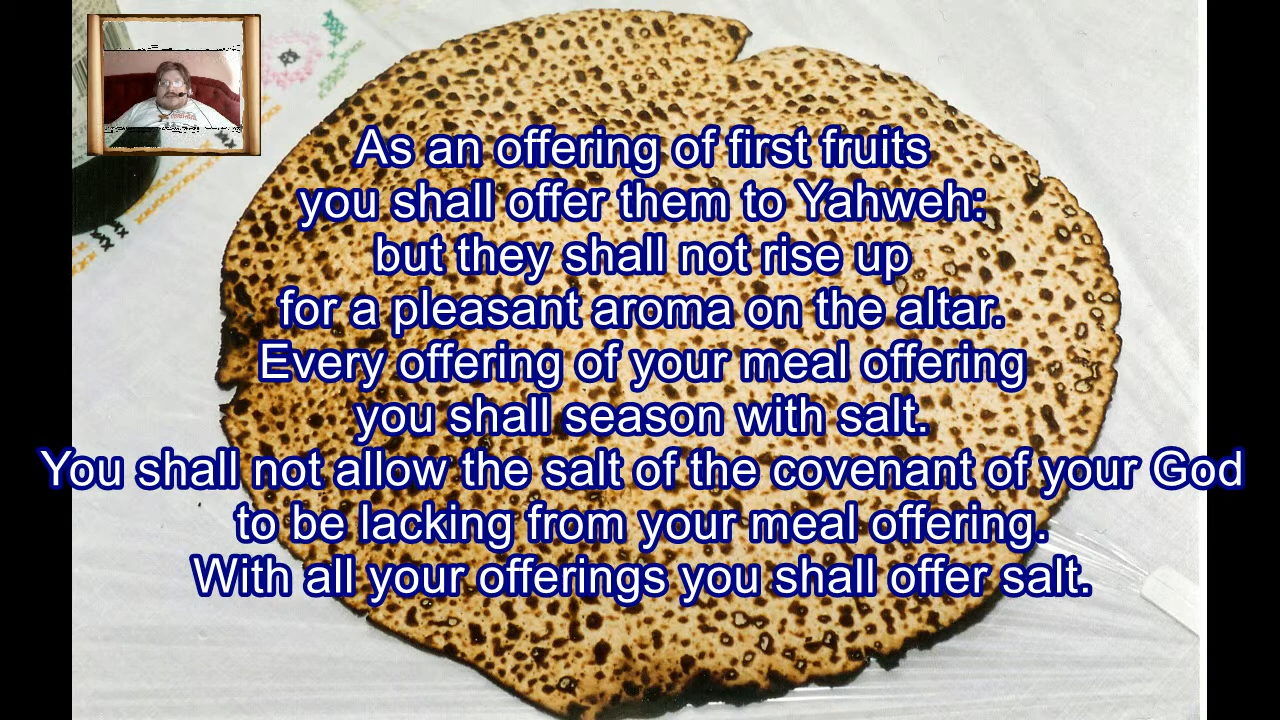 As an offering of first fruits
you shall offer them to Yahweh:
but they shall not rise up
for a pleasant aroma on the altar.
Every offering of your meal offering
you shall season with salt.
You shall not allow the salt of the covenant of your God
to be lacking from your meal offering.
With all your offerings you shall offer salt.